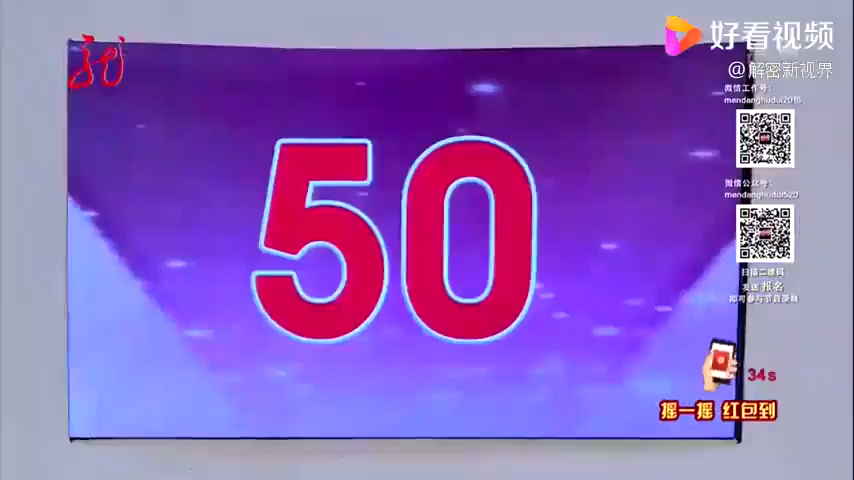 好看视频
@解密新视界
微信工作号:
mendanghudui2016
50
微信公众号:
mendanghudui520
扫描二维码
发送 报名
即可参与节目录制
34s
摇一摇 红包到